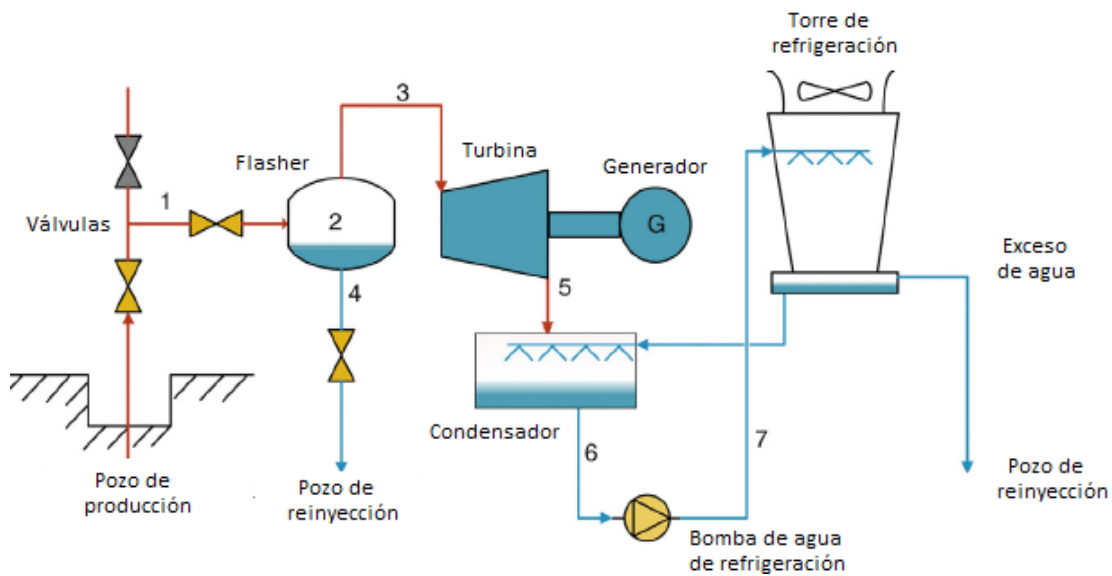 Torre de
refrigeración
3
Flasher
Turbina
Generador
1
2
G
Válvulas
Exceso
de agua
4
5
Condensador
6
7
Pozo de
producción
Pozo de
reinyección
Bomba de agua
de refrigeración
Pozo de
reinyección